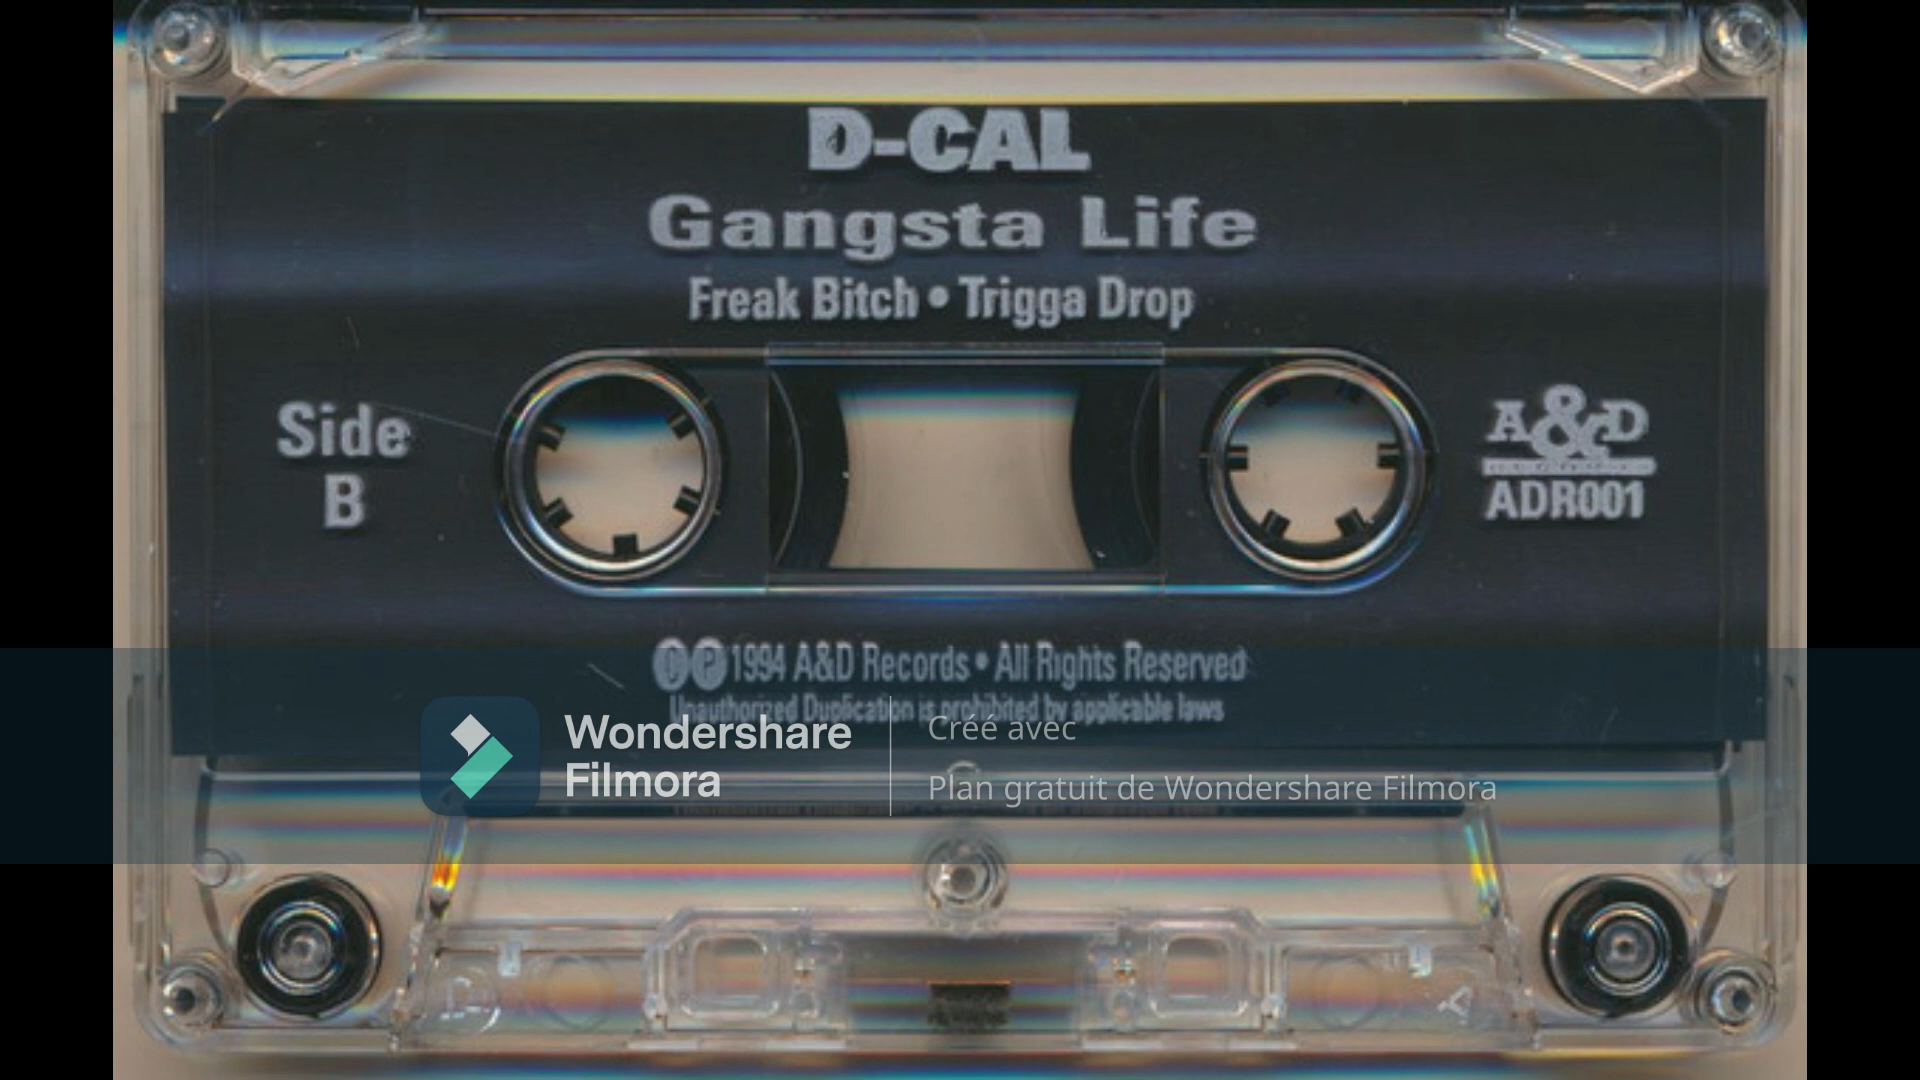 D-CAL
Gangsta Life
Freak Bitch • Trigga Drop
Side
B
A&D
ADR001
©℗ 1994 A&D Records • All Rights Reserved
Unauthorized Duplication is prohibited by applicable laws
Wondershare
Filmora
Créé avec
Plan gratuit de Wondershare Filmora